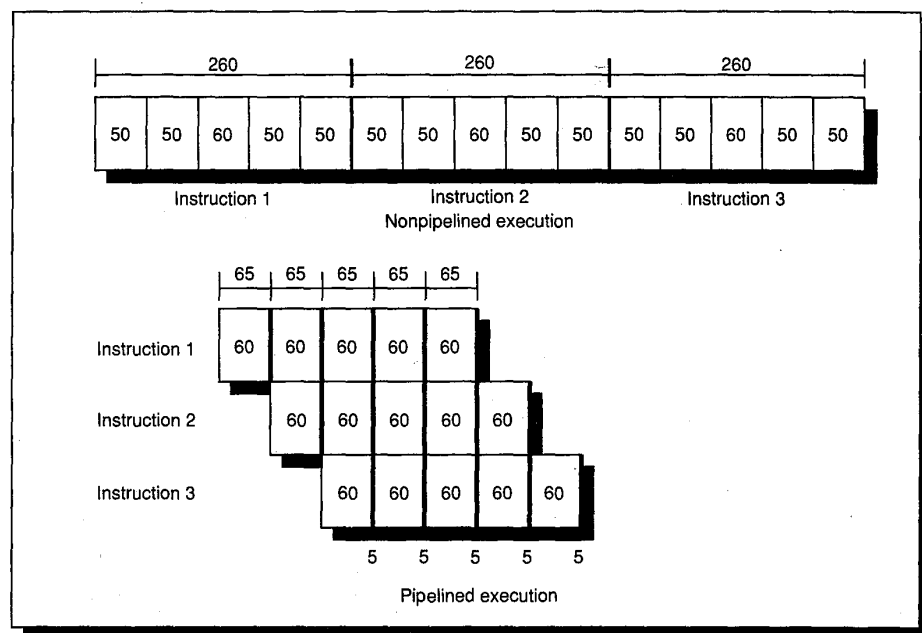 260 260 260
50 50 60 50 50 50 50 60 50 50 50 50 60 50 50
Instruction 1 Instruction 2 Instruction 3
Nonpipelined execution
65 65 65 65 65
Instruction 1 60 60 60 60 60
Instruction 2 60 60 60 60 60
Instruction 3 60 60 60 60 60
5 5 5 5 5
Pipelined execution